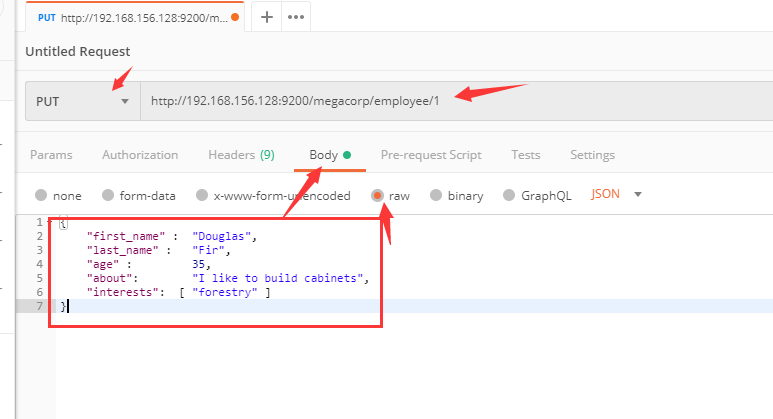 PUT http://192.168.156.128:9200/m... + •••
Untitled Request
PUT http://192.168.156.128:9200/megacorp/employee/1
Params Authorization Headers (9) Body Pre-request Script Tests Settings
none form-data x-www-form-urlencoded raw binary GraphQL JSON
1 {
2 "first_name" : "Douglas",
3 "last_name" : "Fir",
4 "age" : 35,
5 "about": "I like to build cabinets",
6 "interests": [ "forestry" ]
7 }